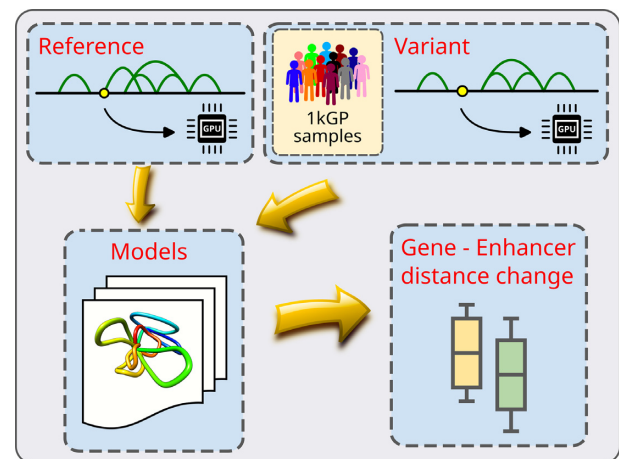 Reference
GPU
Variant
1kGP
samples
GPU
Models
Gene - Enhancer
distance change